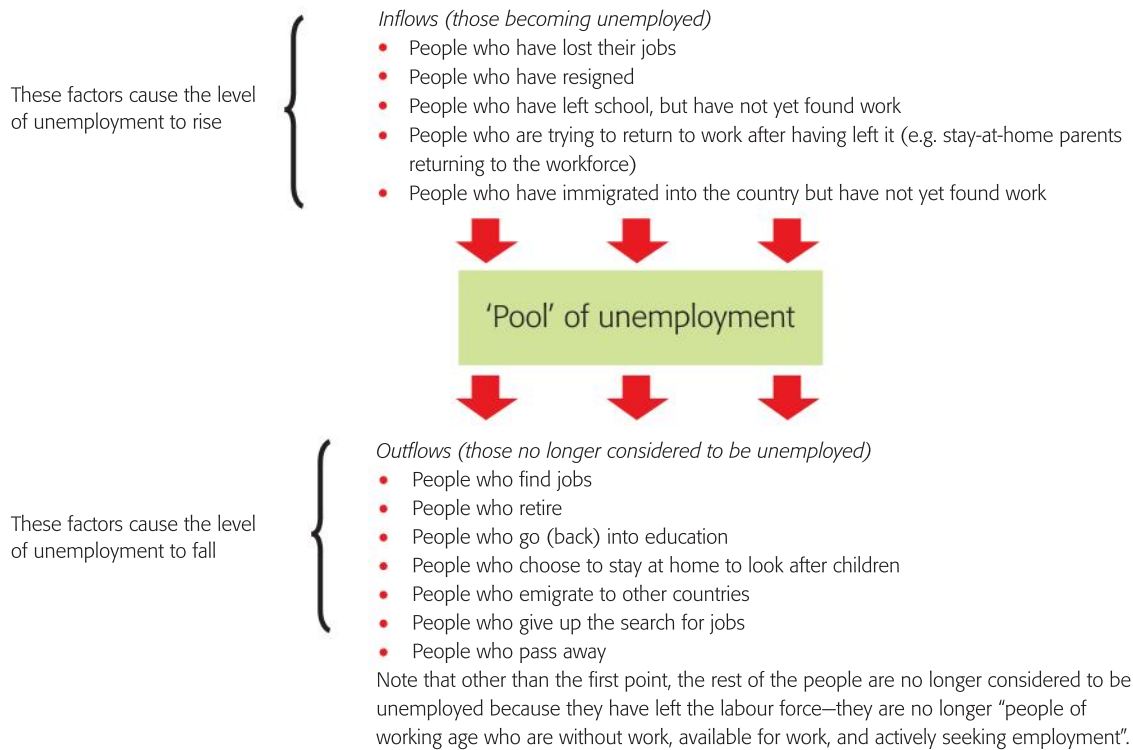 Inflows (those becoming unemployed)
• People who have lost their jobs
• People who have resigned
These factors cause the level
of unemployment to rise
• People who have left school, but have not yet found work
• People who are trying to return to work after having left it (e.g. stay-at-home parents
returning to the workforce)
• People who have immigrated into the country but have not yet found work
‘Pool’ of unemployment
Outflows (those no longer considered to be unemployed)
• People who find jobs
• People who retire
These factors cause the level
of unemployment to fall
• People who go (back) into education
• People who choose to stay at home to look after children
• People who emigrate to other countries
• People who give up the search for jobs
• People who pass away
Note that other than the first point, the rest of the people are no longer considered to be
unemployed because they have left the labour force—they are no longer “people of
working age who are without work, available for work, and actively seeking employment”.